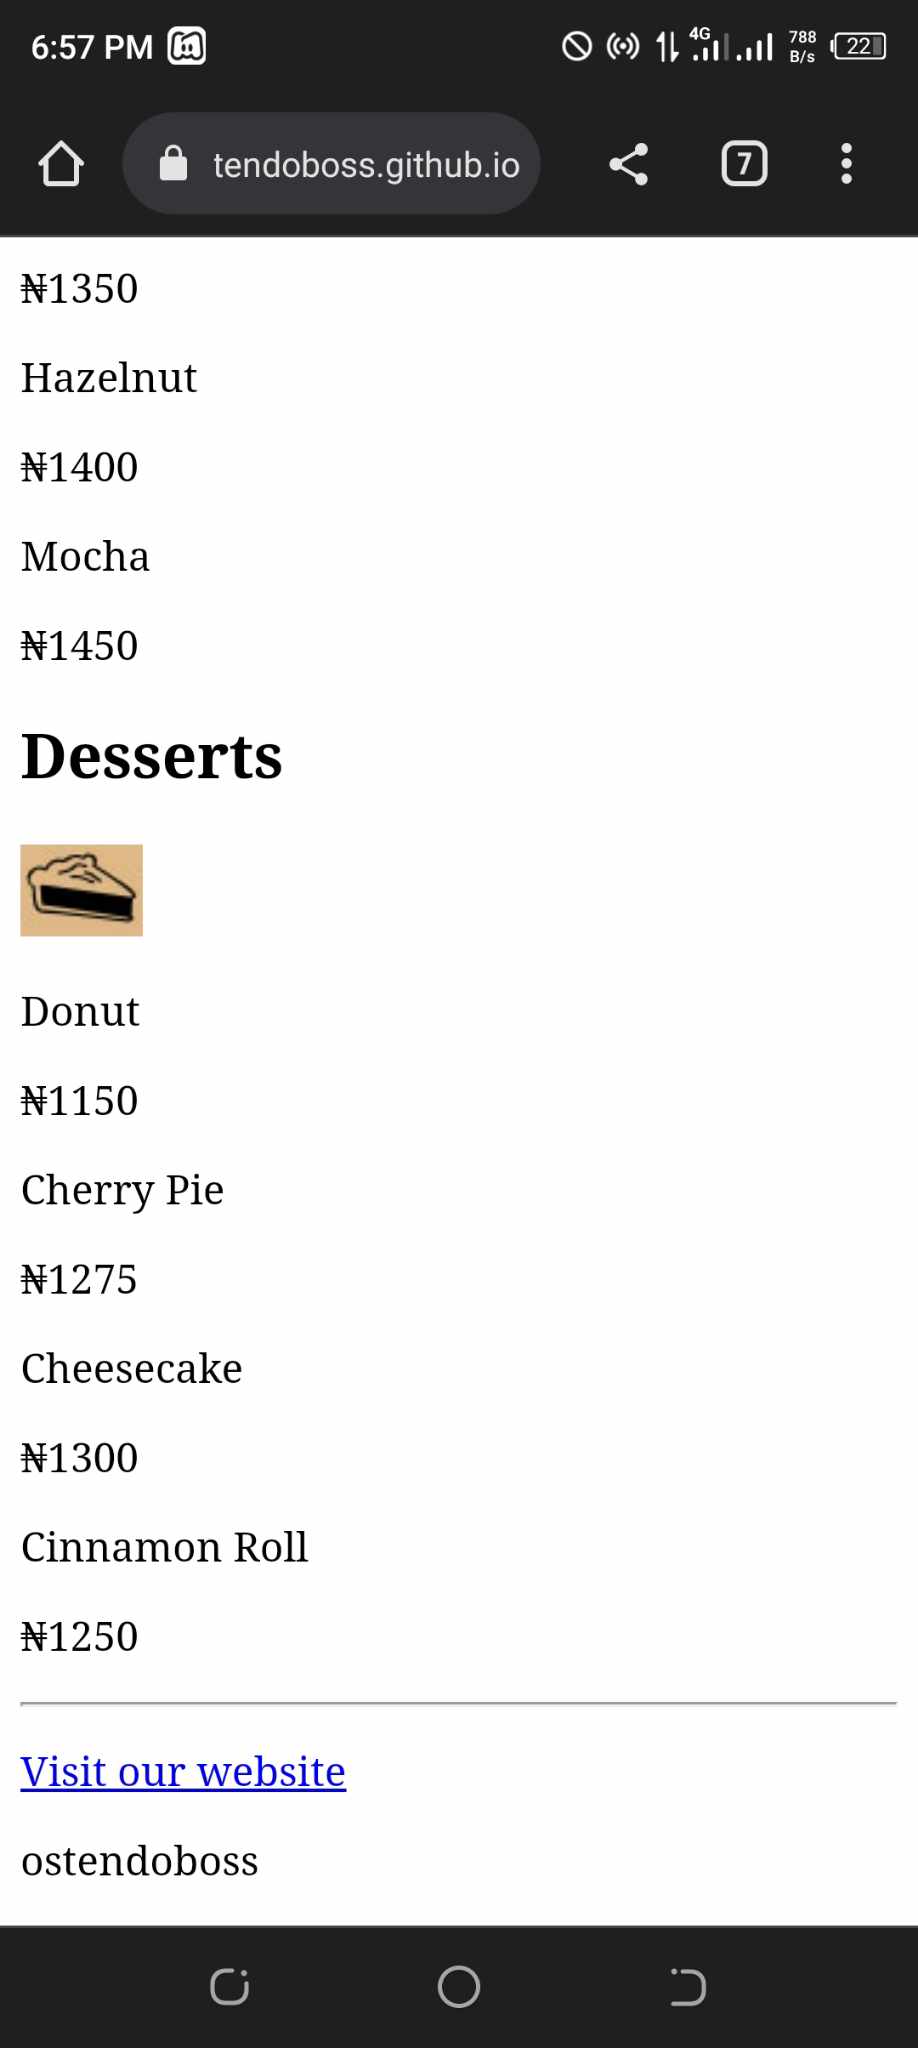 6:57 PM
4G
788
B/s
22
tendoboss.github.io
7
₦1350
Hazelnut
₦1400
Mocha
₦1450
Desserts
Donut
₦1150
Cherry Pie
₦1275
Cheesecake
₦1300
Cinnamon Roll
₦1250
Visit our website
ostendoboss